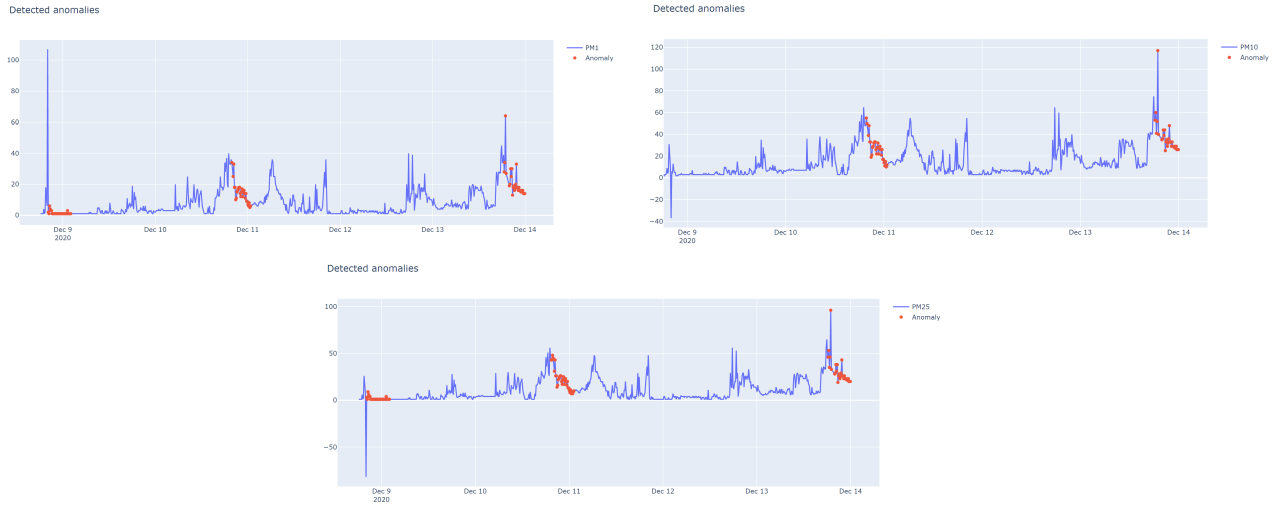 Detected anomalies
PM1
Anomaly
100
80
60
40
20
0
Dec 9
2020
Dec 10
Dec 11
Dec 12
Dec 13
Dec 14
Detected anomalies
PM10
Anomaly
120
100
80
60
40
20
0
−20
−40
Dec 9
2020
Dec 10
Dec 11
Dec 12
Dec 13
Dec 14
Detected anomalies
PM25
Anomaly
100
50
0
−50
Dec 9
2020
Dec 10
Dec 11
Dec 12
Dec 13
Dec 14